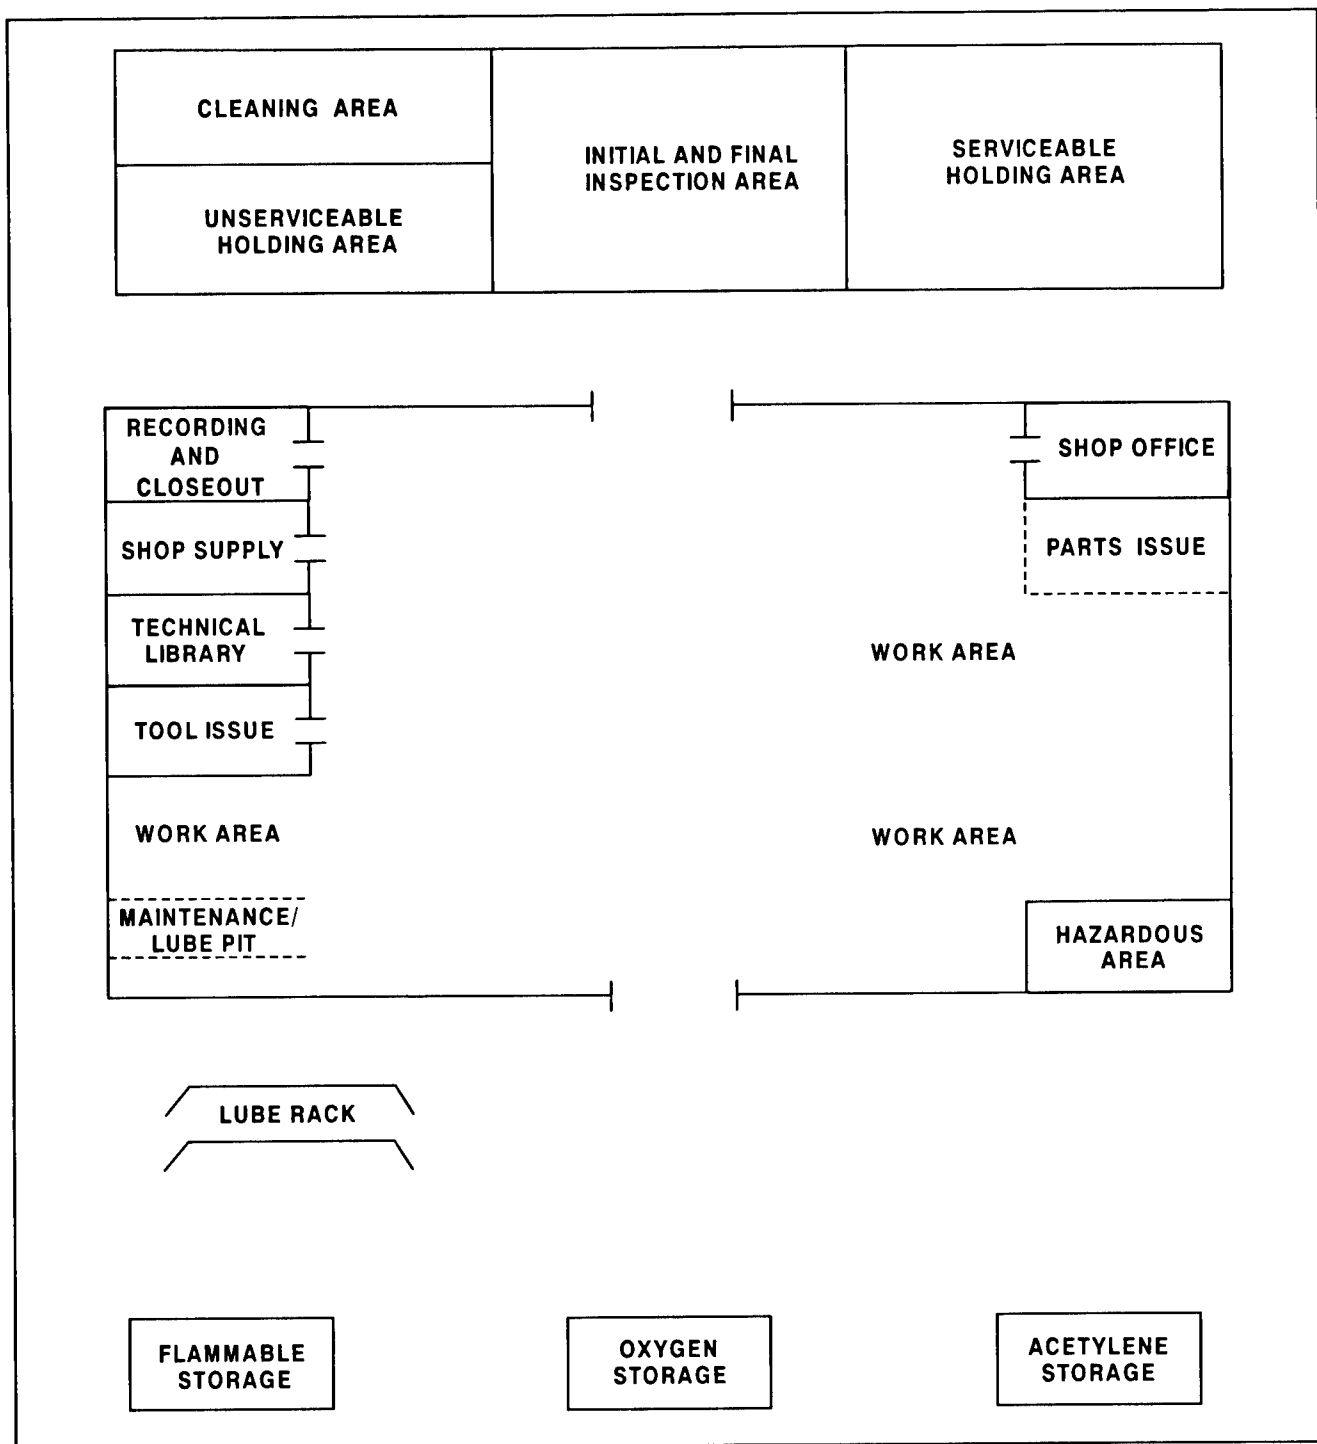 CLEANING AREA
UNSERVICEABLE
HOLDING AREA
INITIAL AND FINAL
INSPECTION AREA
SERVICEABLE
HOLDING AREA
RECORDING
AND
CLOSEOUT
SHOP SUPPLY
TECHNICAL
LIBRARY
TOOL ISSUE
WORK AREA
MAINTENANCE/
LUBE PIT
SHOP OFFICE
PARTS ISSUE
WORK AREA
WORK AREA
HAZARDOUS
AREA
LUBE RACK
FLAMMABLE
STORAGE
OXYGEN
STORAGE
ACETYLENE
STORAGE